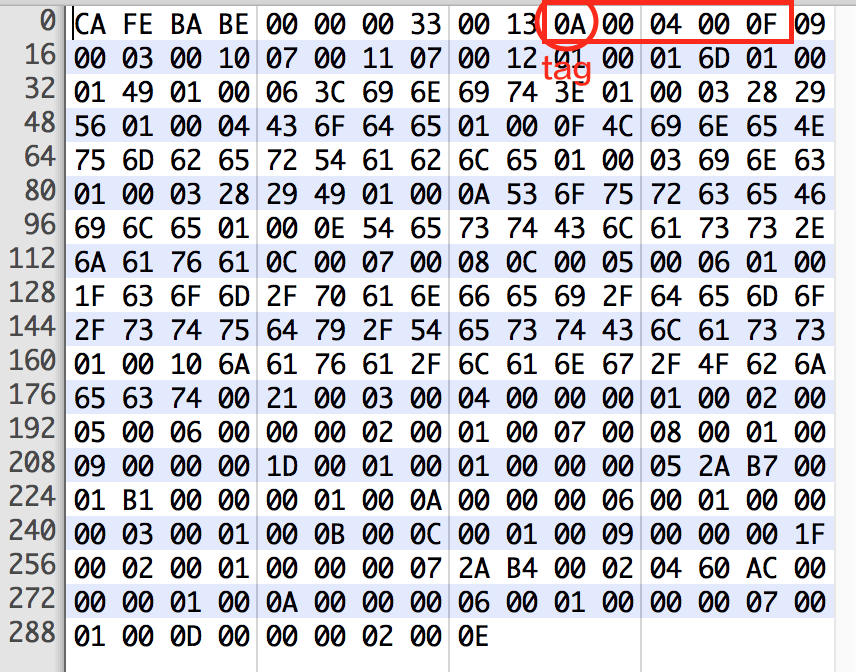 0 CA FE BA BE 00 00 00 33 00 13 0A 00 04 00 0F 09
16 00 03 00 10 07 00 11 07 00 12 01 00 01 6D 01 00
tag
32 01 49 01 00 06 3C 69 6E 69 74 3E 01 00 03 28 29
48 56 01 00 04 43 6F 64 65 01 00 0F 4C 69 6E 65 4E
64 75 6D 62 65 72 54 61 62 6C 65 01 00 03 69 6E 63
80 01 00 03 28 29 49 01 00 0A 53 6F 75 72 63 65 46
96 69 6C 65 01 00 0E 54 65 73 74 43 6C 61 73 73 2E
112 6A 61 76 61 0C 00 07 00 08 0C 00 05 00 06 01 00
128 1F 63 6F 6D 2F 70 61 6E 66 65 69 2F 64 65 6D 6F
144 2F 73 74 75 64 79 2F 54 65 73 74 43 6C 61 73 73
160 01 00 10 6A 61 76 61 2F 6C 61 6E 67 2F 4F 62 6A
176 65 63 74 00 21 00 03 00 04 00 00 00 01 00 02 00
192 05 00 06 00 00 00 02 00 01 00 07 00 08 00 01 00
208 09 00 00 00 1D 00 01 00 01 00 00 00 05 2A B7 00
224 01 B1 00 00 00 01 00 0A 00 00 00 06 00 01 00 00
240 00 03 00 01 00 0B 00 0C 00 01 00 09 00 00 00 1F
256 00 02 00 01 00 00 00 07 2A B4 00 02 04 60 AC 00
272 00 00 01 00 0A 00 00 00 06 00 01 00 00 00 07 00
288 01 00 0D 00 00 00 02 00 0E